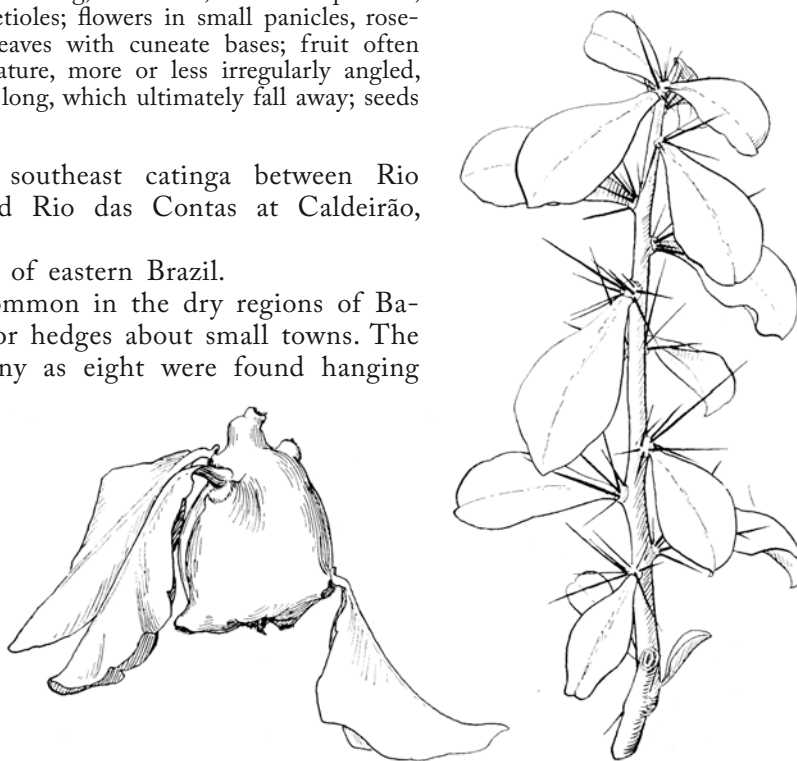 etioles; flowers in small panicles, rose-
eaves with cuneate bases; fruit often
ature, more or less irregularly angled,
long, which ultimately fall away; seeds
southeast catinga between Rio
d Rio das Contas at Caldeirão,
of eastern Brazil.
ommon in the dry regions of Ba-
or hedges about small towns. The
ny as eight were found hanging